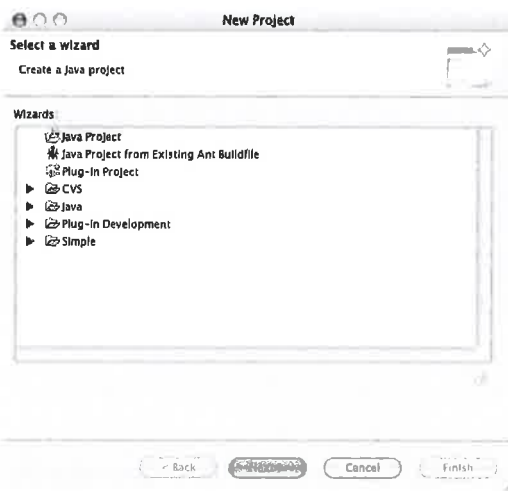 New Project
Select a wizard
Create a Java project
Wizards:
Java Project
Java Project from Existing Ant Buildfile
Plug-in Project
CVS
Java
Plug-in Development
Simple
< Back
Cancel
Finish